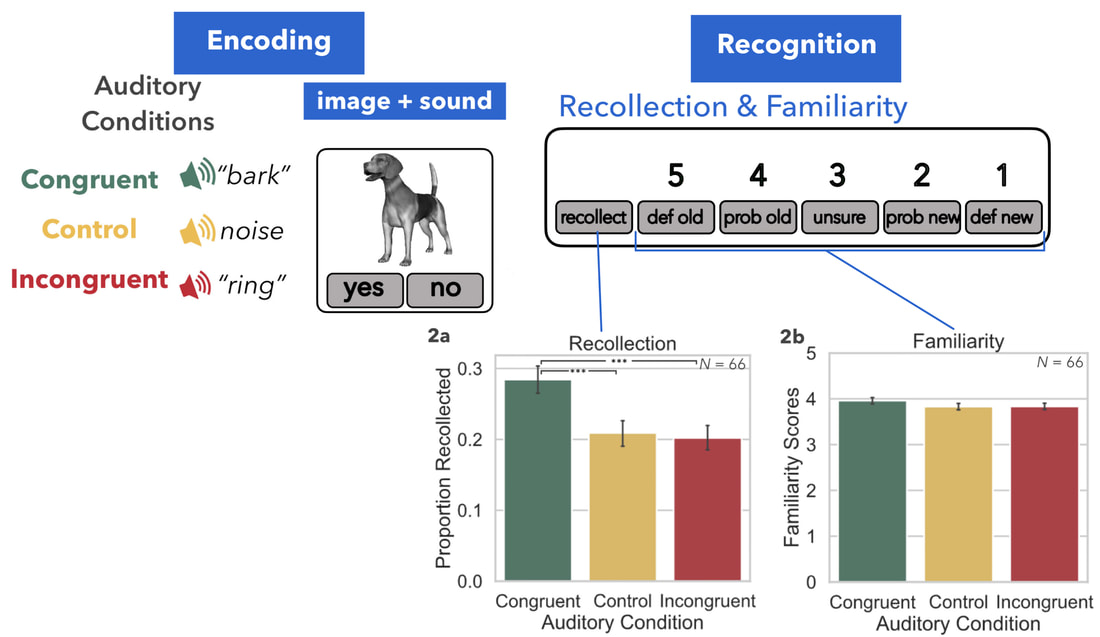 Encoding
Auditory
Conditions
image + sound
Congruent
“bark”
Control
noise
Incongruent
“ring”
yes
no
Recognition
Recollection & Familiarity
5 4 3 2 1
recollect def old prob old unsure prob new def new
2a
Recollection
N = 66
***
***
Proportion Recollected
0.3
0.2
0.1
0.0
Congruent Control Incongruent
Auditory Condition
2b
Familiarity
N = 66
Familiarity Scores
5
4
3
2
1
0
Congruent Control Incongruent
Auditory Condition